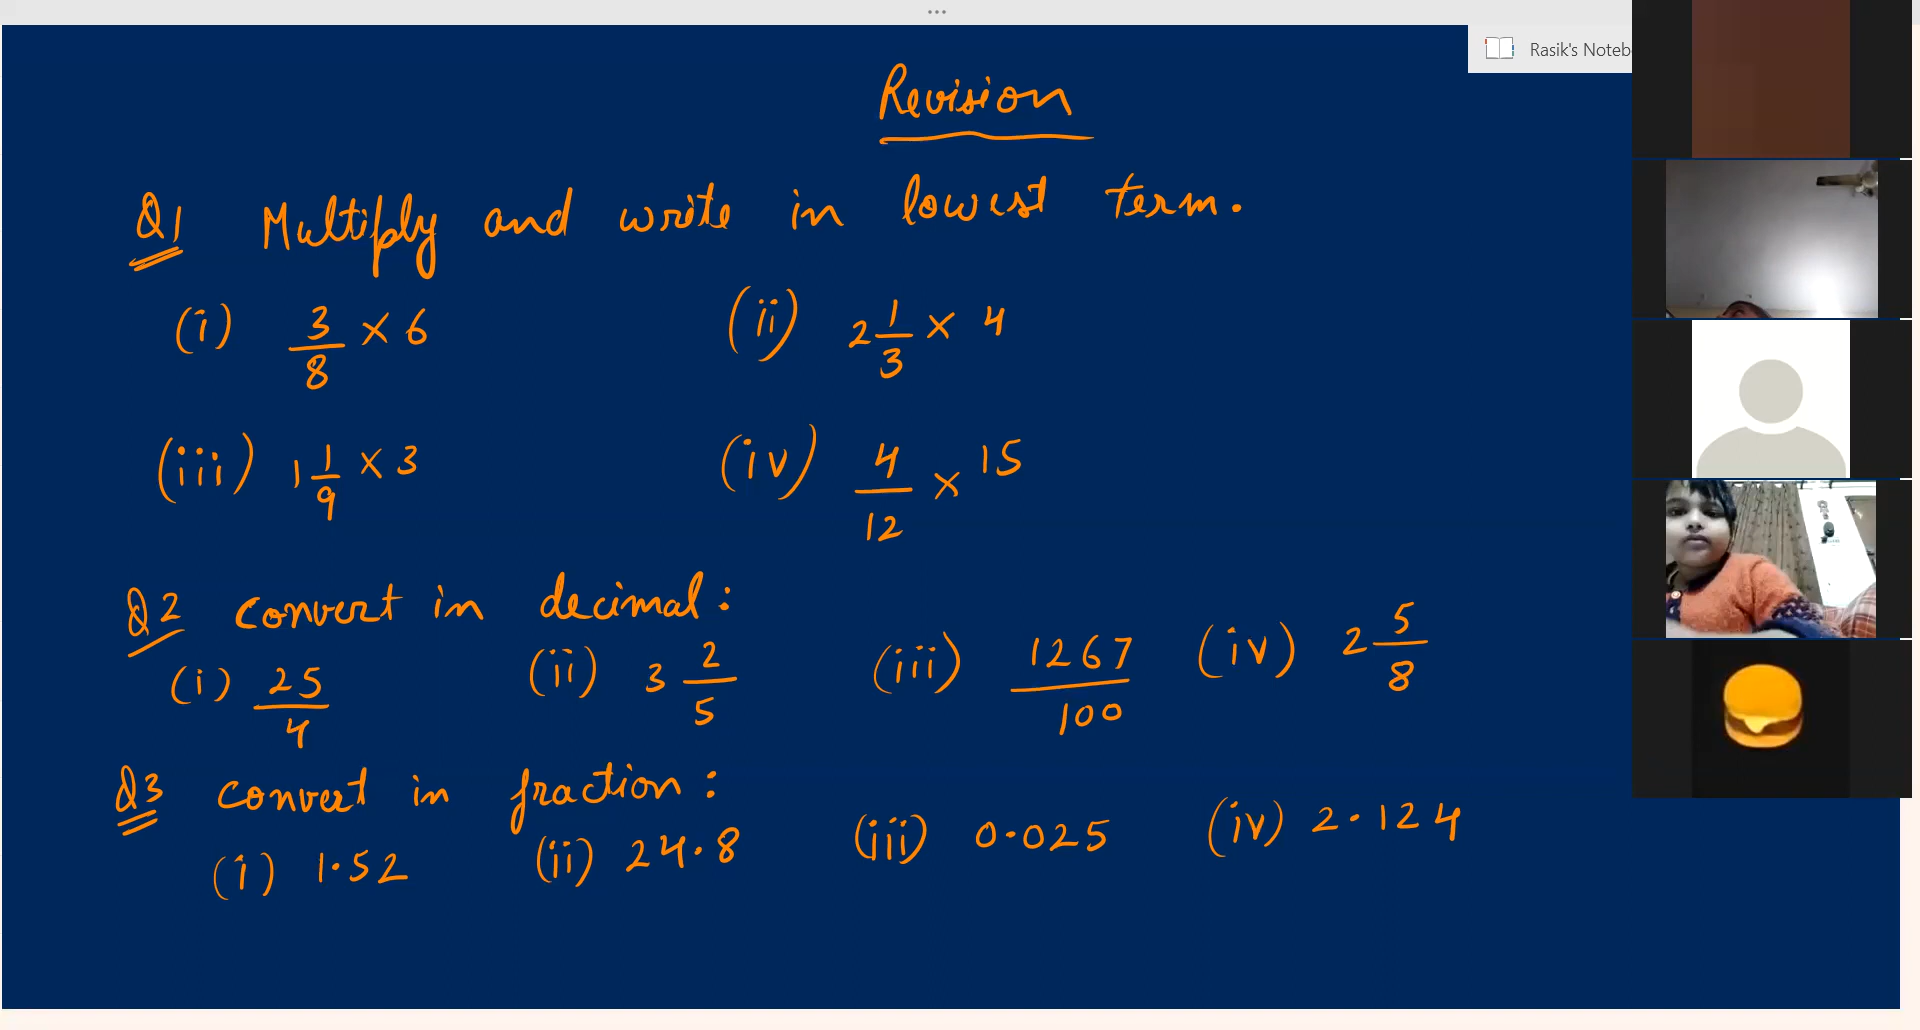 Rasik's Noteb
Revision
Q1 Multiply and write in lowest term.
(i) 3/8 × 6 (ii) 2 1/3 × 4
(iii) 1 1/9 × 3 (iv) 4/12 × 15
Q2 convert in decimal:
(i) 25/4 (ii) 3 2/5 (iii) 1267/100 (iv) 2 5/8
Q3 convert in fraction:
(i) 1.52 (ii) 24.8 (iii) 0.025 (iv) 2.124